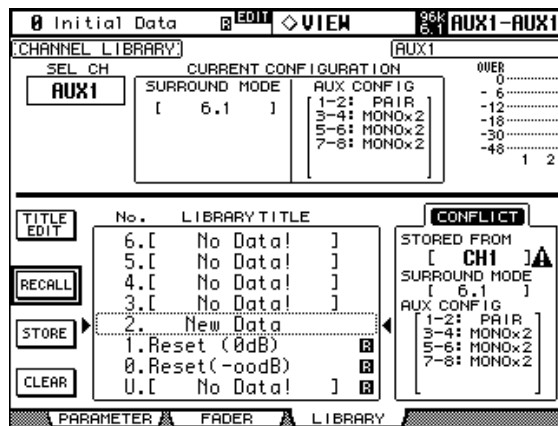 0 Initial Data EDIT ◇VIEW 96k 6.1 AUX1-AUX1
CHANNEL LIBRARY AUX1
SEL CH
AUX1
CURRENT CONFIGURATION
SURROUND MODE
[ 6.1 ]
AUX CONFIG
1-2: PAIR
3-4: MONOx2
5-6: MONOx2
7-8: MONOx2
OVER
0
- 6
-12
-18
-30
-48
1 2
TITLE EDIT
RECALL
STORE
CLEAR
No. LIBRARY TITLE
6.[ No Data! ]
5.[ No Data! ]
4.[ No Data! ]
3.[ No Data! ]
2. New Data
1.Reset (0dB) R
0.Reset(-oodB) R
U.[ No Data! ] R
CONFLICT
STORED FROM
[ CH1 ]
SURROUND MODE
[ 6.1 ]
AUX CONFIG
1-2: PAIR
3-4: MONOx2
5-6: MONOx2
7-8: MONOx2
PARAMETER FADER LIBRARY